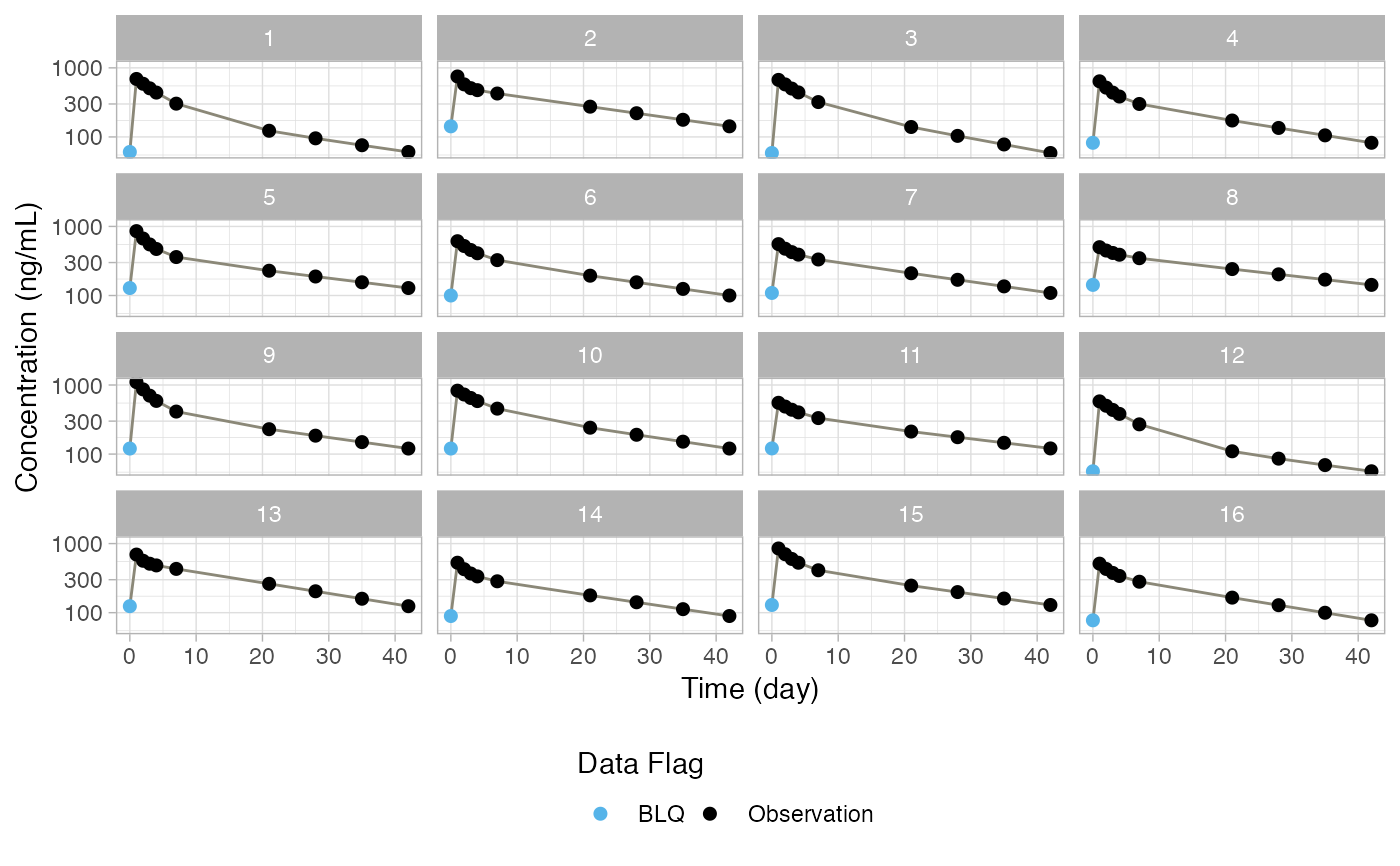 1 2 3 4
1000
300
100
5 6 7 8
1000
300
100
9 10 11 12
1000
300
100
13 14 15 16
1000
300
100
Concentration (ng/mL)
0 10 20 30 40 0 10 20 30 40 0 10 20 30 40 0 10 20 30 40
Time (day)
Data Flag
BLQ Observation